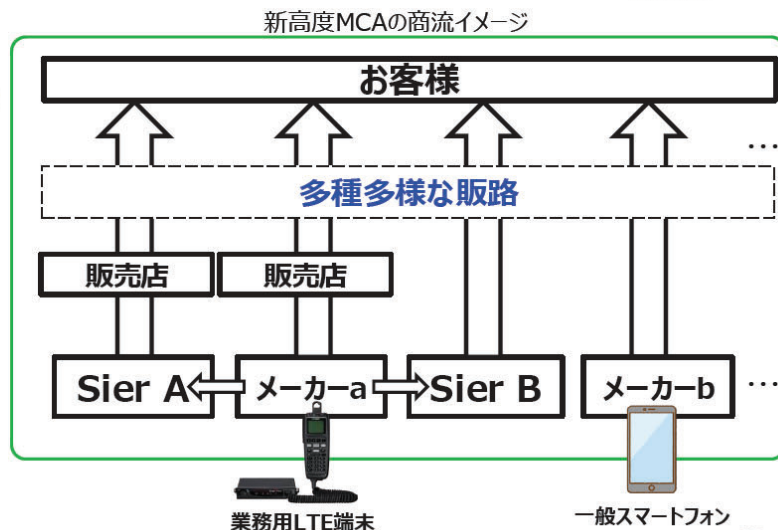 新高度MCAの商流イメージ
お客様
…
多種多様な販路
販売店 販売店
Sier A メーカーa Sier B メーカーb …
業務用LTE端末
一般スマートフォン